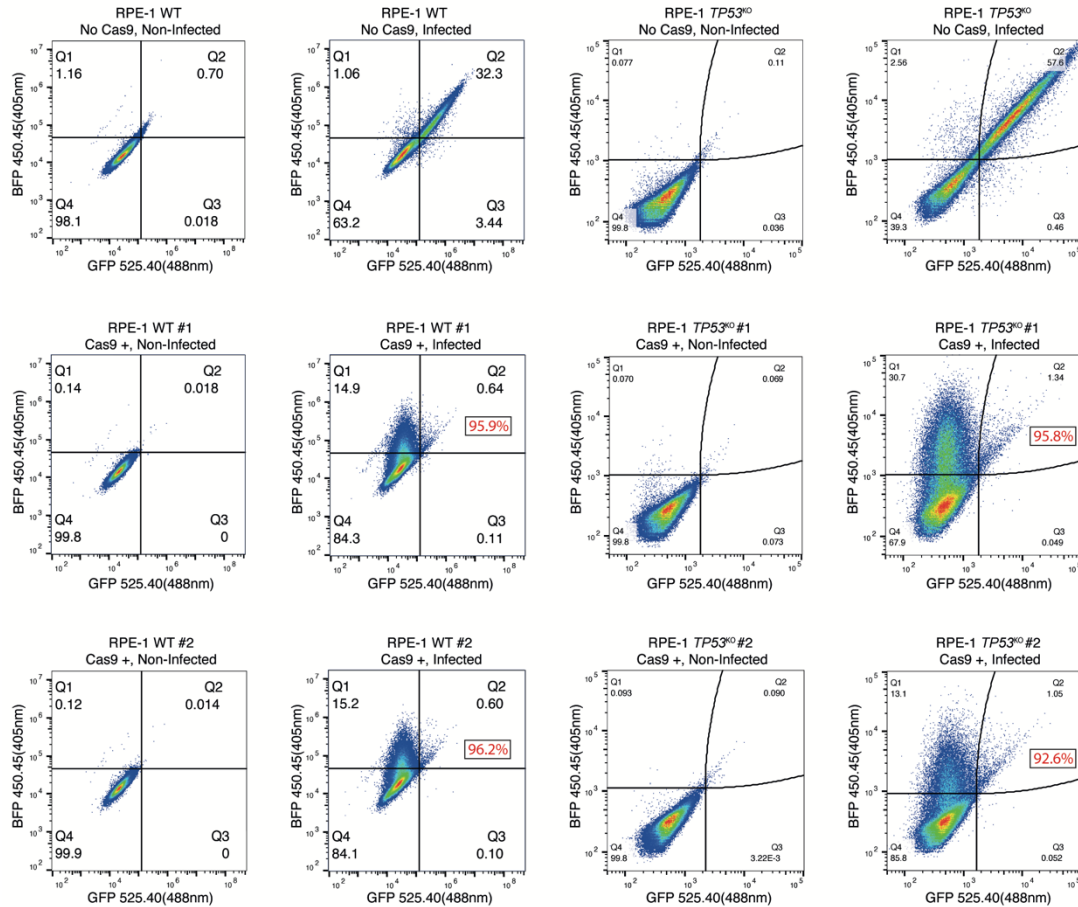 RPE-1 WT
No Cas9, Non-Infected
Q1
1.16
Q2
0.70
Q4
98.1
Q3
0.018
BFP 450.45(405nm)
GFP 525.40(488nm)
RPE-1 WT
No Cas9, Infected
Q1
1.06
Q2
32.3
Q4
63.2
Q3
3.44
BFP 450.45(405nm)
GFP 525.40(488nm)
RPE-1 TP53ᴷᴼ
No Cas9, Non-Infected
Q1
0.077
Q2
0.11
Q4
99.8
Q3
0.036
BFP 450.45(405nm)
GFP 525.40(488nm)
RPE-1 TP53ᴷᴼ
No Cas9, Infected
Q1
2.56
Q2
57.6
Q4
39.3
Q3
0.46
BFP 450.45(405nm)
GFP 525.40(488nm)
RPE-1 WT #1
Cas9 +, Non-Infected
Q1
0.14
Q2
0.018
Q4
99.8
Q3
0
BFP 450.45(405nm)
GFP 525.40(488nm)
RPE-1 WT #1
Cas9 +, Infected
Q1
14.9
Q2
0.64
95.9%
Q4
84.3
Q3
0.11
BFP 450.45(405nm)
GFP 525.40(488nm)
RPE-1 TP53ᴷᴼ #1
Cas9 +, Non-Infected
Q1
0.070
Q2
0.069
Q4
99.8
Q3
0.073
BFP 450.45(405nm)
GFP 525.40(488nm)
RPE-1 TP53ᴷᴼ #1
Cas9 +, Infected
Q1
30.7
Q2
1.34
95.8%
Q4
67.9
Q3
0.049
BFP 450.45(405nm)
GFP 525.40(488nm)
RPE-1 WT #2
Cas9 +, Non-Infected
Q1
0.12
Q2
0.014
Q4
99.9
Q3
0
BFP 450.45(405nm)
GFP 525.40(488nm)
RPE-1 WT #2
Cas9 +, Infected
Q1
15.2
Q2
0.60
96.2%
Q4
84.1
Q3
0.10
BFP 450.45(405nm)
GFP 525.40(488nm)
RPE-1 TP53ᴷᴼ #2
Cas9 +, Non-Infected
Q1
0.093
Q2
0.090
Q4
99.8
Q3
3.22E-3
BFP 450.45(405nm)
GFP 525.40(488nm)
RPE-1 TP53ᴷᴼ #2
Cas9 +, Infected
Q1
13.1
Q2
1.05
92.6%
Q4
85.8
Q3
0.052
BFP 450.45(405nm)
GFP 525.40(488nm)